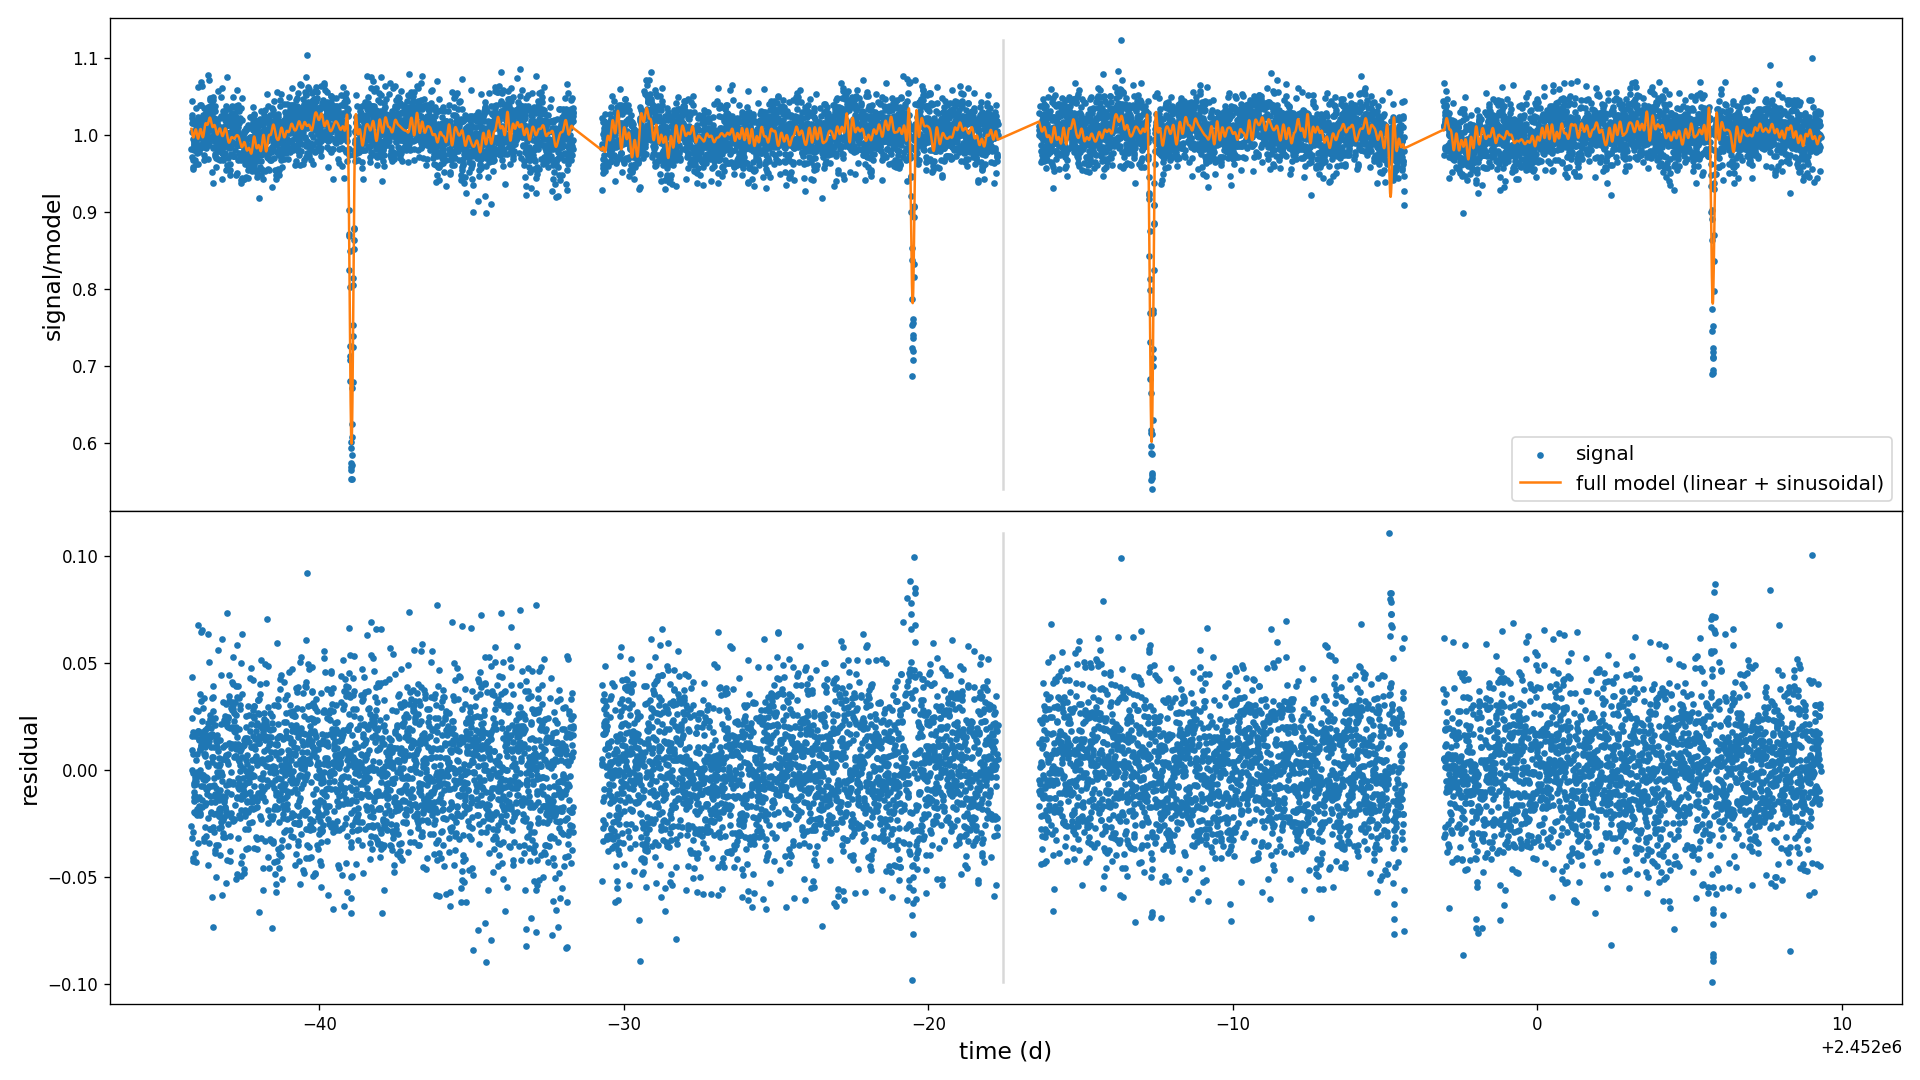 1.1
1.0
0.9
0.8
0.7
0.6
signal/model
signal
full model (linear + sinusoidal)
0.10
0.05
0.00
−0.05
−0.10
residual
−40
−30
−20
−10
0
10
time (d)
+2.452e6